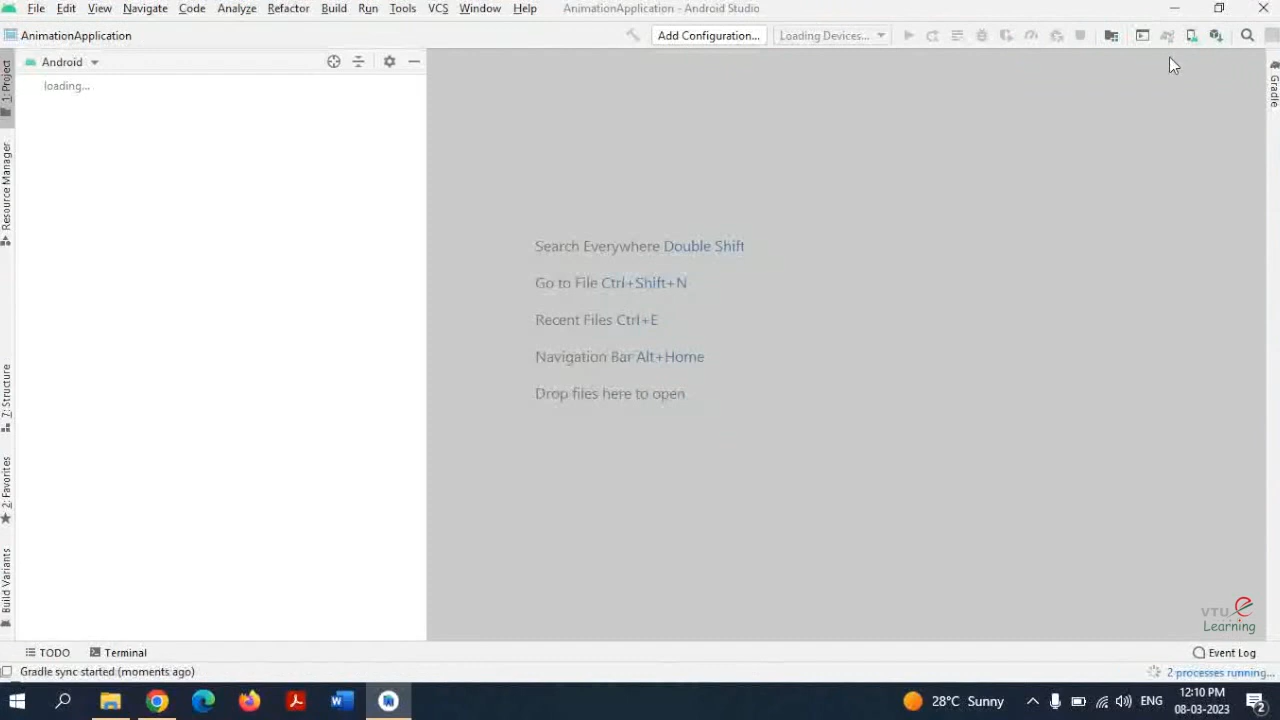 File Edit View Navigate Code Analyze Refactor Build Run Tools VCS Window Help AnimationApplication - Android Studio
AnimationApplication Add Configuration... Loading Devices...
Android
loading...
1: Project
Resource Manager
7: Structure
2: Favorites
Build Variants
Gradle
Search Everywhere Double Shift
Go to File Ctrl+Shift+N
Recent Files Ctrl+E
Navigation Bar Alt+Home
Drop files here to open
VTU e
Learning
TODO Terminal Event Log
Gradle sync started (moments ago) 2 processes running...
28°C Sunny ENG
12:10 PM
08-03-2023
2